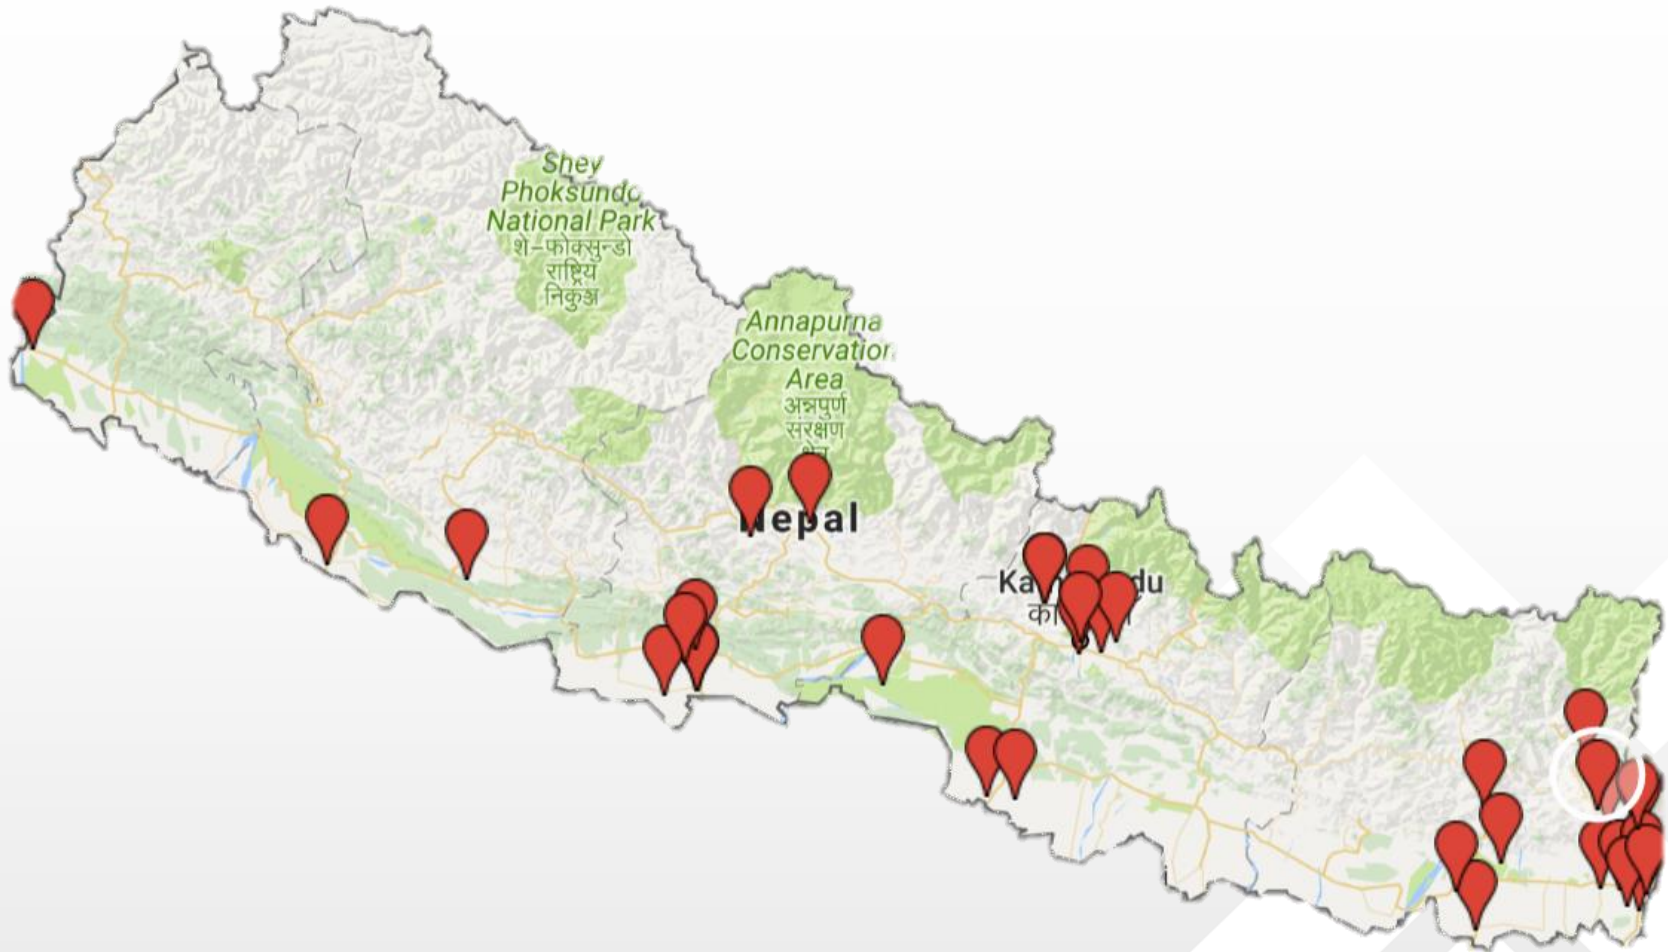 Shey
Phoksundo
National Park
शे-फोक्सुन्डो
राष्ट्रिय
निकुञ्ज
Annapurna
Conservation
Area
अन्नपुर्ण
संरक्षण
क्षेत्र
Nepal